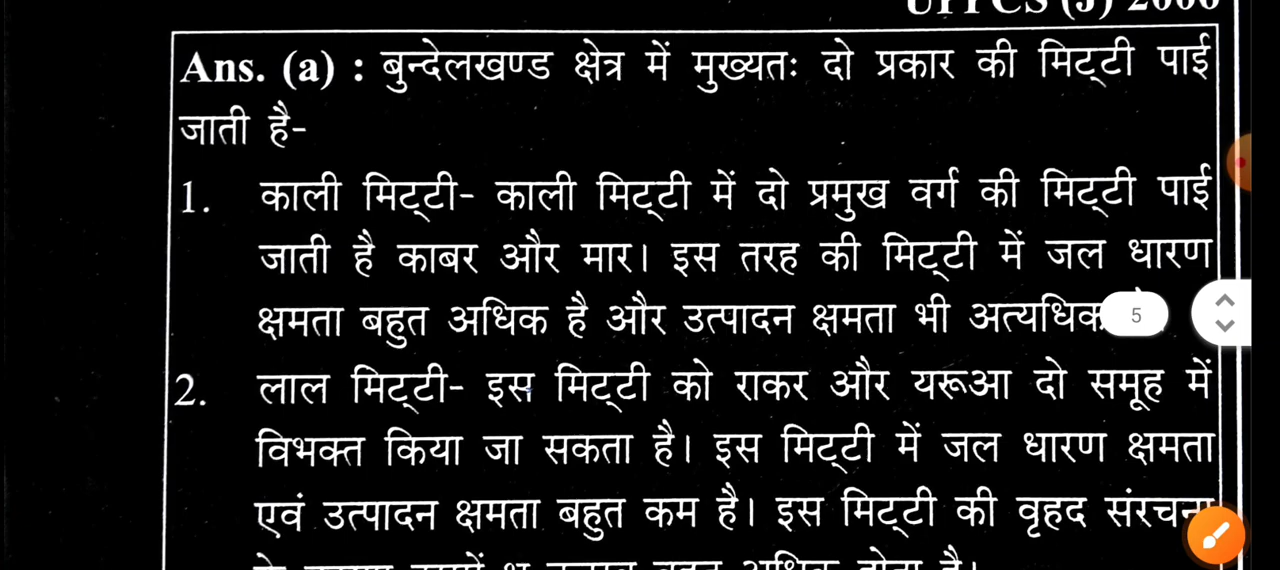 Ans. (a) : बुन्देलखण्ड क्षेत्र में मुख्यतः दो प्रकार की मिट्टी पाई
जाती है-
1. काली मिट्टी- काली मिट्टी में दो प्रमुख वर्ग की मिट्टी पाई
जाती है काबर और मार। इस तरह की मिट्टी में जल धारण
क्षमता बहुत अधिक है और उत्पादन क्षमता भी अत्यधिक
5
2. लाल मिट्टी- इस मिट्टी को राकर और यरूआ दो समूह में
विभक्त किया जा सकता है। इस मिट्टी में जल धारण क्षमता
एवं उत्पादन क्षमता बहुत कम है। इस मिट्टी की वृहद संरचना